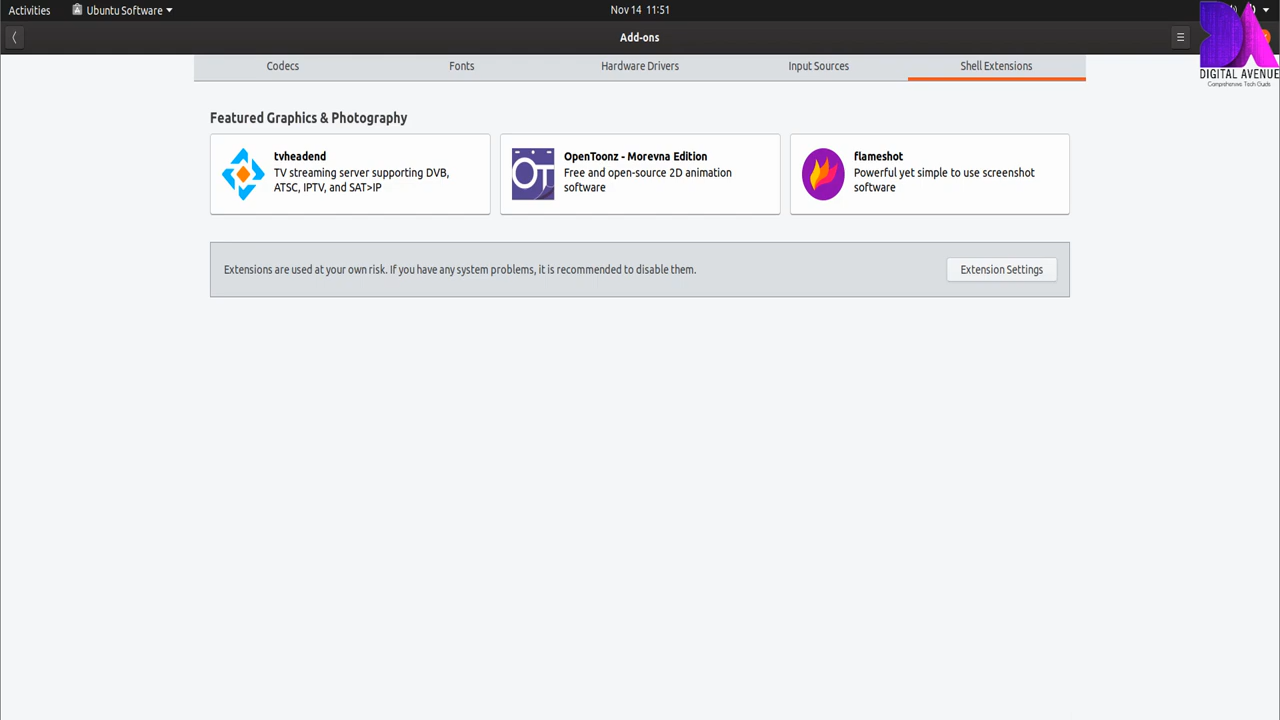 Activities
Ubuntu Software
Nov 14 11:51
Add-ons
DIGITAL AVENUE
Comprehensive Tech Guids
Codecs
Fonts
Hardware Drivers
Input Sources
Shell Extensions
Featured Graphics & Photography
tvheadend
TV streaming server supporting DVB,
ATSC, IPTV, and SAT>IP
OpenToonz - Morevna Edition
Free and open-source 2D animation
software
flameshot
Powerful yet simple to use screenshot
software
Extensions are used at your own risk. If you have any system problems, it is recommended to disable them.
Extension Settings